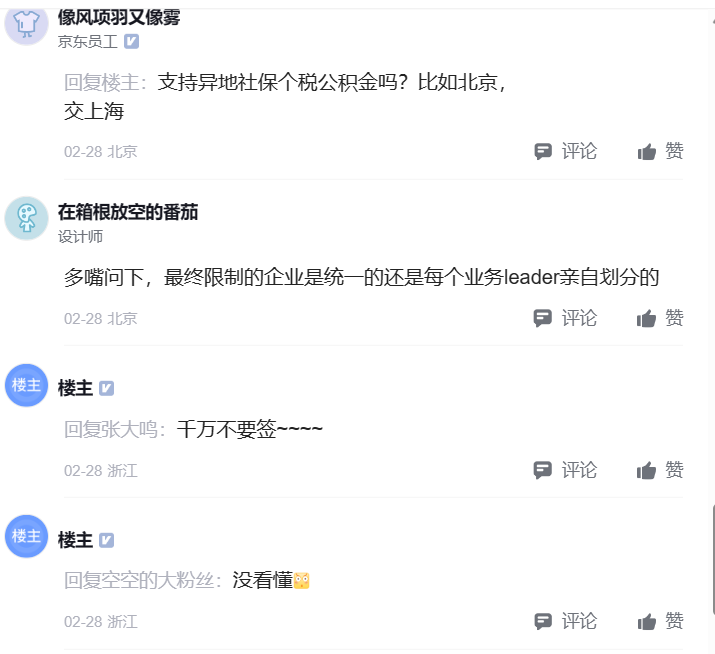 像风项羽又像雾
京东员工
回复楼主：支持异地社保个税公积金吗？比如北京，
交上海
02-28 北京
评论
赞
在箱根放空的番茄
设计师
多嘴问下，最终限制的企业是统一的还是每个业务leader亲自划分的
02-28 北京
评论
赞
楼主
楼主
回复张大鸣：千万不要签~~~~
02-28 浙江
评论
赞
楼主
楼主
回复空空的大粉丝：没看懂😳
02-28 浙江
评论
赞